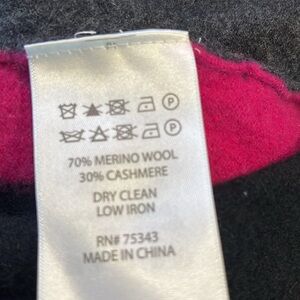 P
P
70% MERINO WOOL
30% CASHMERE
DRY CLEAN
LOW IRON
RN# 75343
MADE IN CHINA